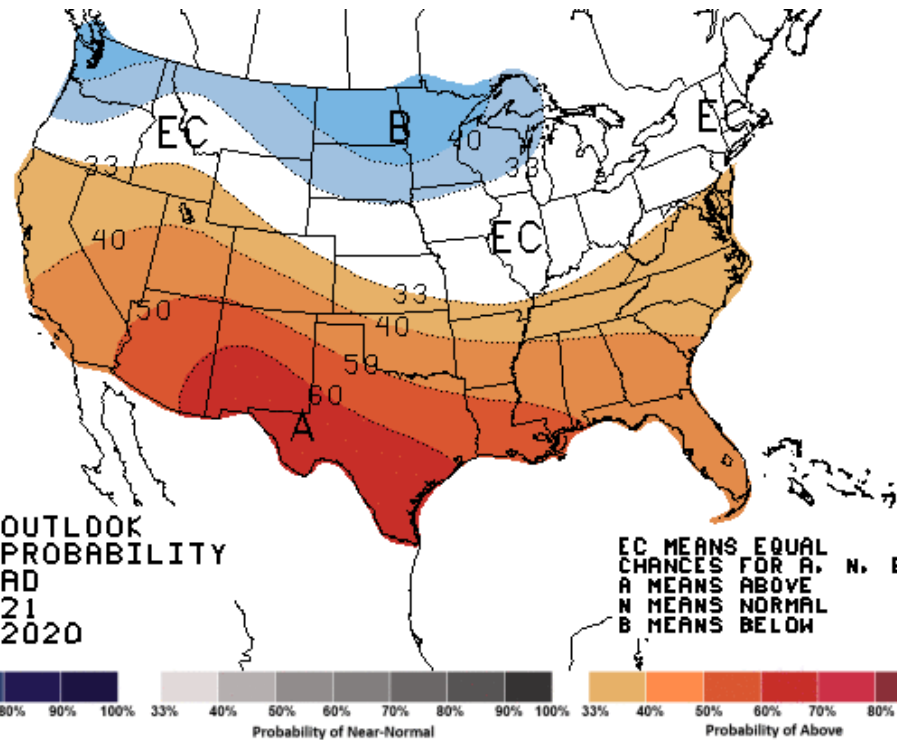 EC
B
EC
40
33
33
EC
40
33
50
40
50
60
A
OUTLOOK
PROBABILITY
AD
21
2020
EC MEANS EQUAL
CHANCES FOR A, N, B
A MEANS ABOVE
N MEANS NORMAL
B MEANS BELOW
80% 90% 100% 33% 40% 50% 60% 70% 80% 90% 100% 33% 40% 50% 60% 70% 80%
Probability of Near-Normal Probability of Above